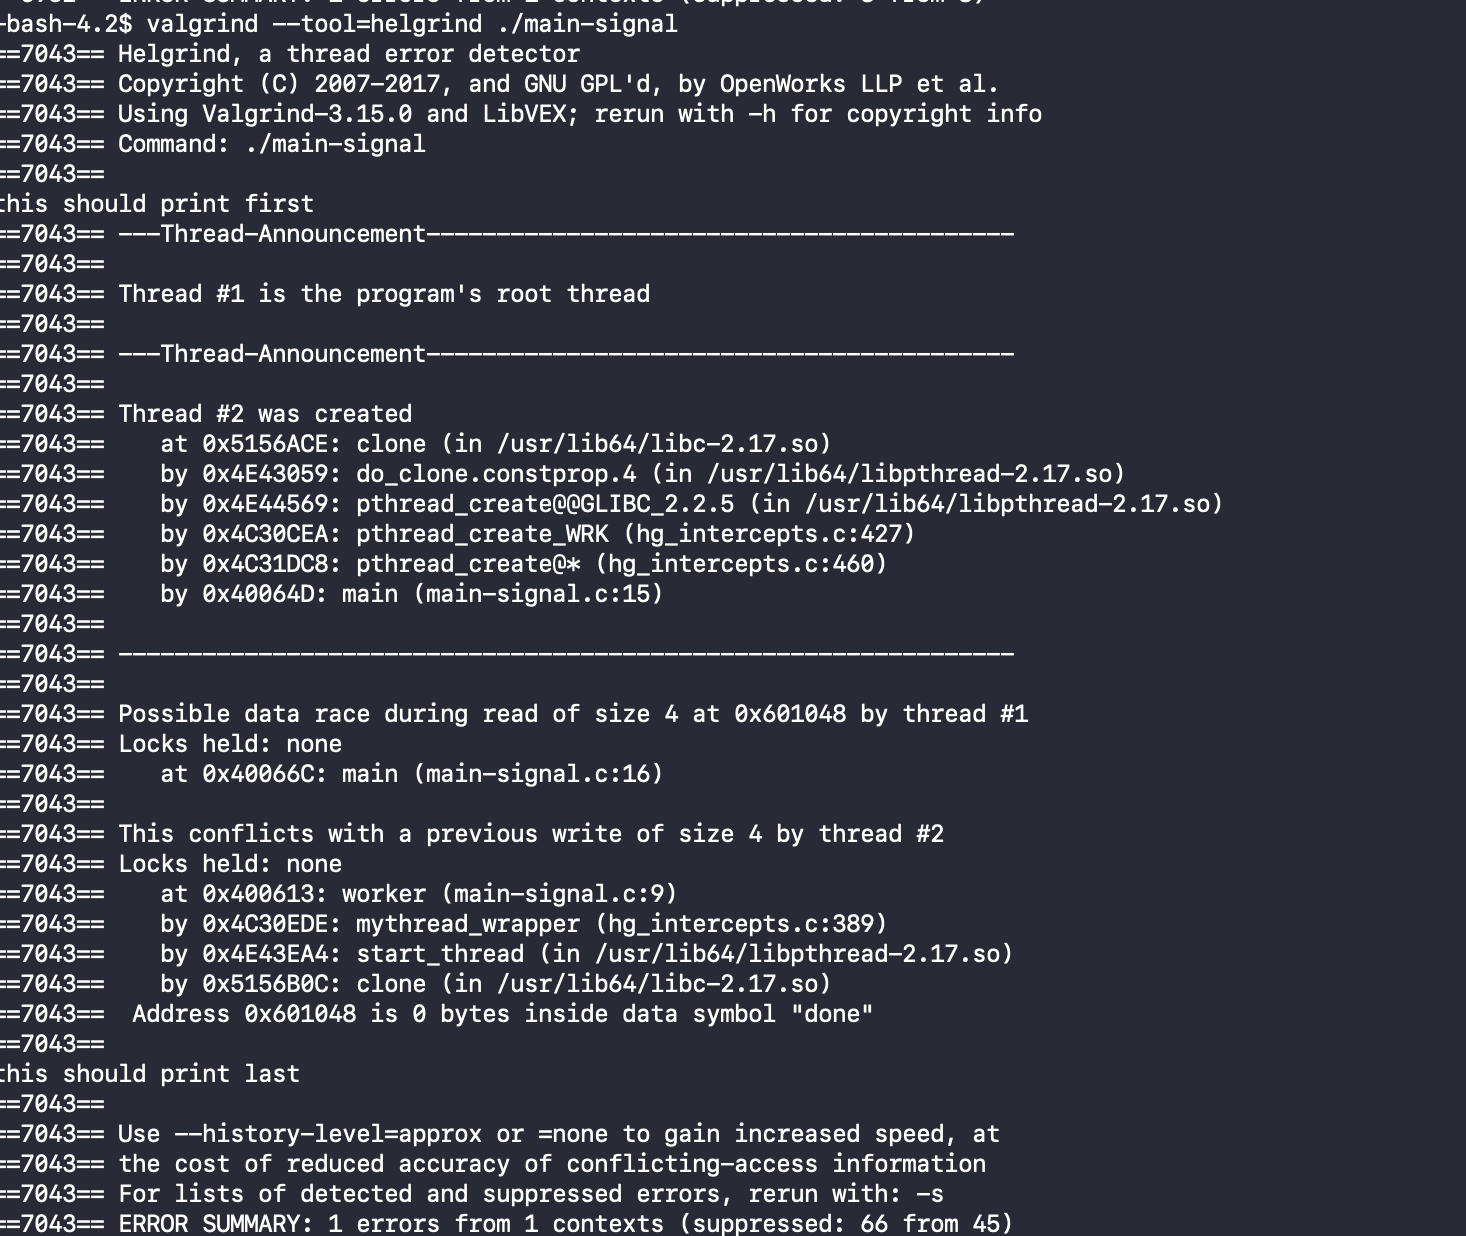 -bash-4.2$ valgrind --tool=helgrind ./main-signal
==7043== Helgrind, a thread error detector
==7043== Copyright (C) 2007-2017, and GNU GPL'd, by OpenWorks LLP et al.
==7043== Using Valgrind-3.15.0 and LibVEX; rerun with -h for copyright info
==7043== Command: ./main-signal
==7043==
this should print first
==7043== ---Thread-Announcement------------------------------------------
==7043==
==7043== Thread #1 is the program's root thread
==7043==
==7043== ---Thread-Announcement------------------------------------------
==7043==
==7043== Thread #2 was created
==7043==    at 0x5156ACE: clone (in /usr/lib64/libc-2.17.so)
==7043==    by 0x4E43059: do_clone.constprop.4 (in /usr/lib64/libpthread-2.17.so)
==7043==    by 0x4E44569: pthread_create@@GLIBC_2.2.5 (in /usr/lib64/libpthread-2.17.so)
==7043==    by 0x4C30CEA: pthread_create_WRK (hg_intercepts.c:427)
==7043==    by 0x4C31DC8: pthread_create@* (hg_intercepts.c:460)
==7043==    by 0x40064D: main (main-signal.c:15)
==7043==
==7043== ----------------------------------------------------------------
==7043==
==7043== Possible data race during read of size 4 at 0x601048 by thread #1
==7043== Locks held: none
==7043==    at 0x40066C: main (main-signal.c:16)
==7043==
==7043== This conflicts with a previous write of size 4 by thread #2
==7043== Locks held: none
==7043==    at 0x400613: worker (main-signal.c:9)
==7043==    by 0x4C30EDE: mythread_wrapper (hg_intercepts.c:389)
==7043==    by 0x4E43EA4: start_thread (in /usr/lib64/libpthread-2.17.so)
==7043==    by 0x5156B0C: clone (in /usr/lib64/libc-2.17.so)
==7043==  Address 0x601048 is 0 bytes inside data symbol "done"
==7043==
this should print last
==7043==
==7043== Use --history-level=approx or =none to gain increased speed, at
==7043== the cost of reduced accuracy of conflicting-access information
==7043== For lists of detected and suppressed errors, rerun with: -s
==7043== ERROR SUMMARY: 1 errors from 1 contexts (suppressed: 66 from 45)